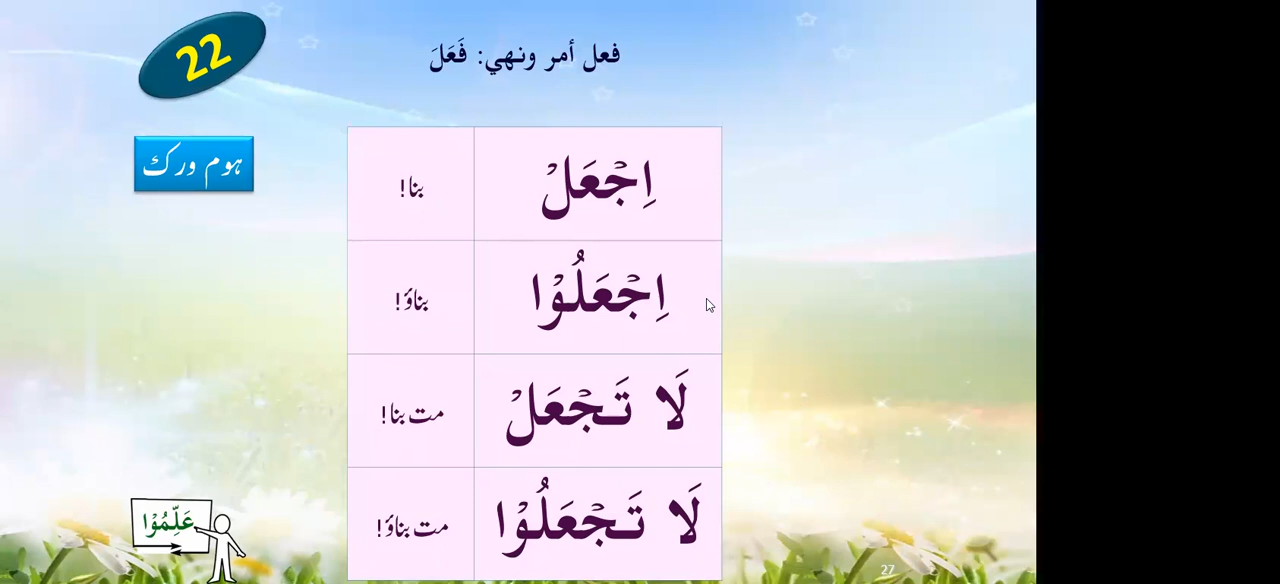 22
فعل أمر ونهي: فَعَلَ
ہوم ورک
اِجْعَلْ
بنا!
اِجْعَلُوْا
بناؤ!
لَا تَجْعَلْ
مت بنا!
لَا تَجْعَلُوْا
مت بناؤ!
عَلِّمُوْا
27